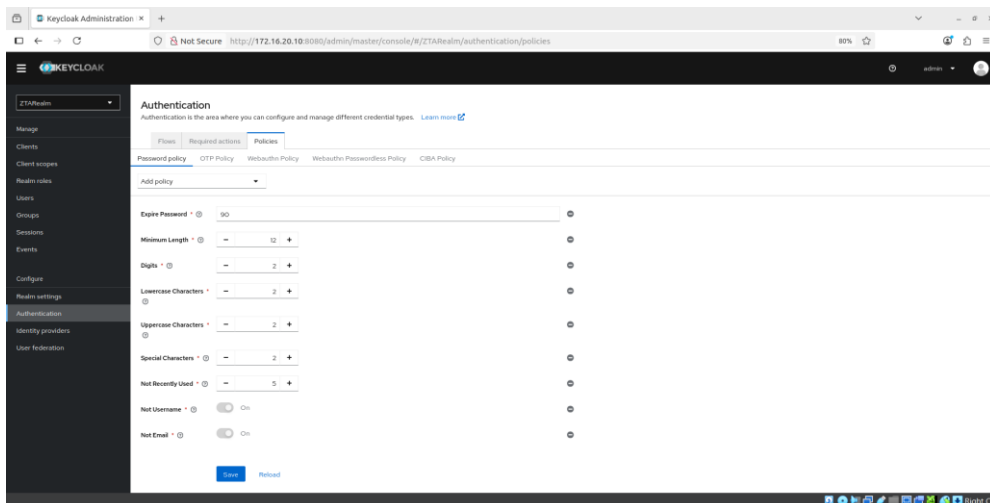 Keycloak Administration
Not Secure http://172.16.20.10:8080/admin/master/console/#/ZTARealm/authentication/policies 80%
KEYCLOAK admin
ZTARealm
Manage
Clients
Client scopes
Realm roles
Users
Groups
Sessions
Events
Configure
Realm settings
Authentication
Identity providers
User federation
Authentication
Authentication is the area where you can configure and manage different credential types. Learn more
Flows Required actions Policies
Password policy OTP Policy Webauthn Policy Webauthn Passwordless Policy CIBA Policy
Add policy
Expire Password * 90
Minimum Length * - 12 +
Digits * - 2 +
Lowercase Characters * - 2 +
Uppercase Characters * - 2 +
Special Characters * - 2 +
Not Recently Used * - 5 +
Not Username * On
Not Email * On
Save Reload
Right C